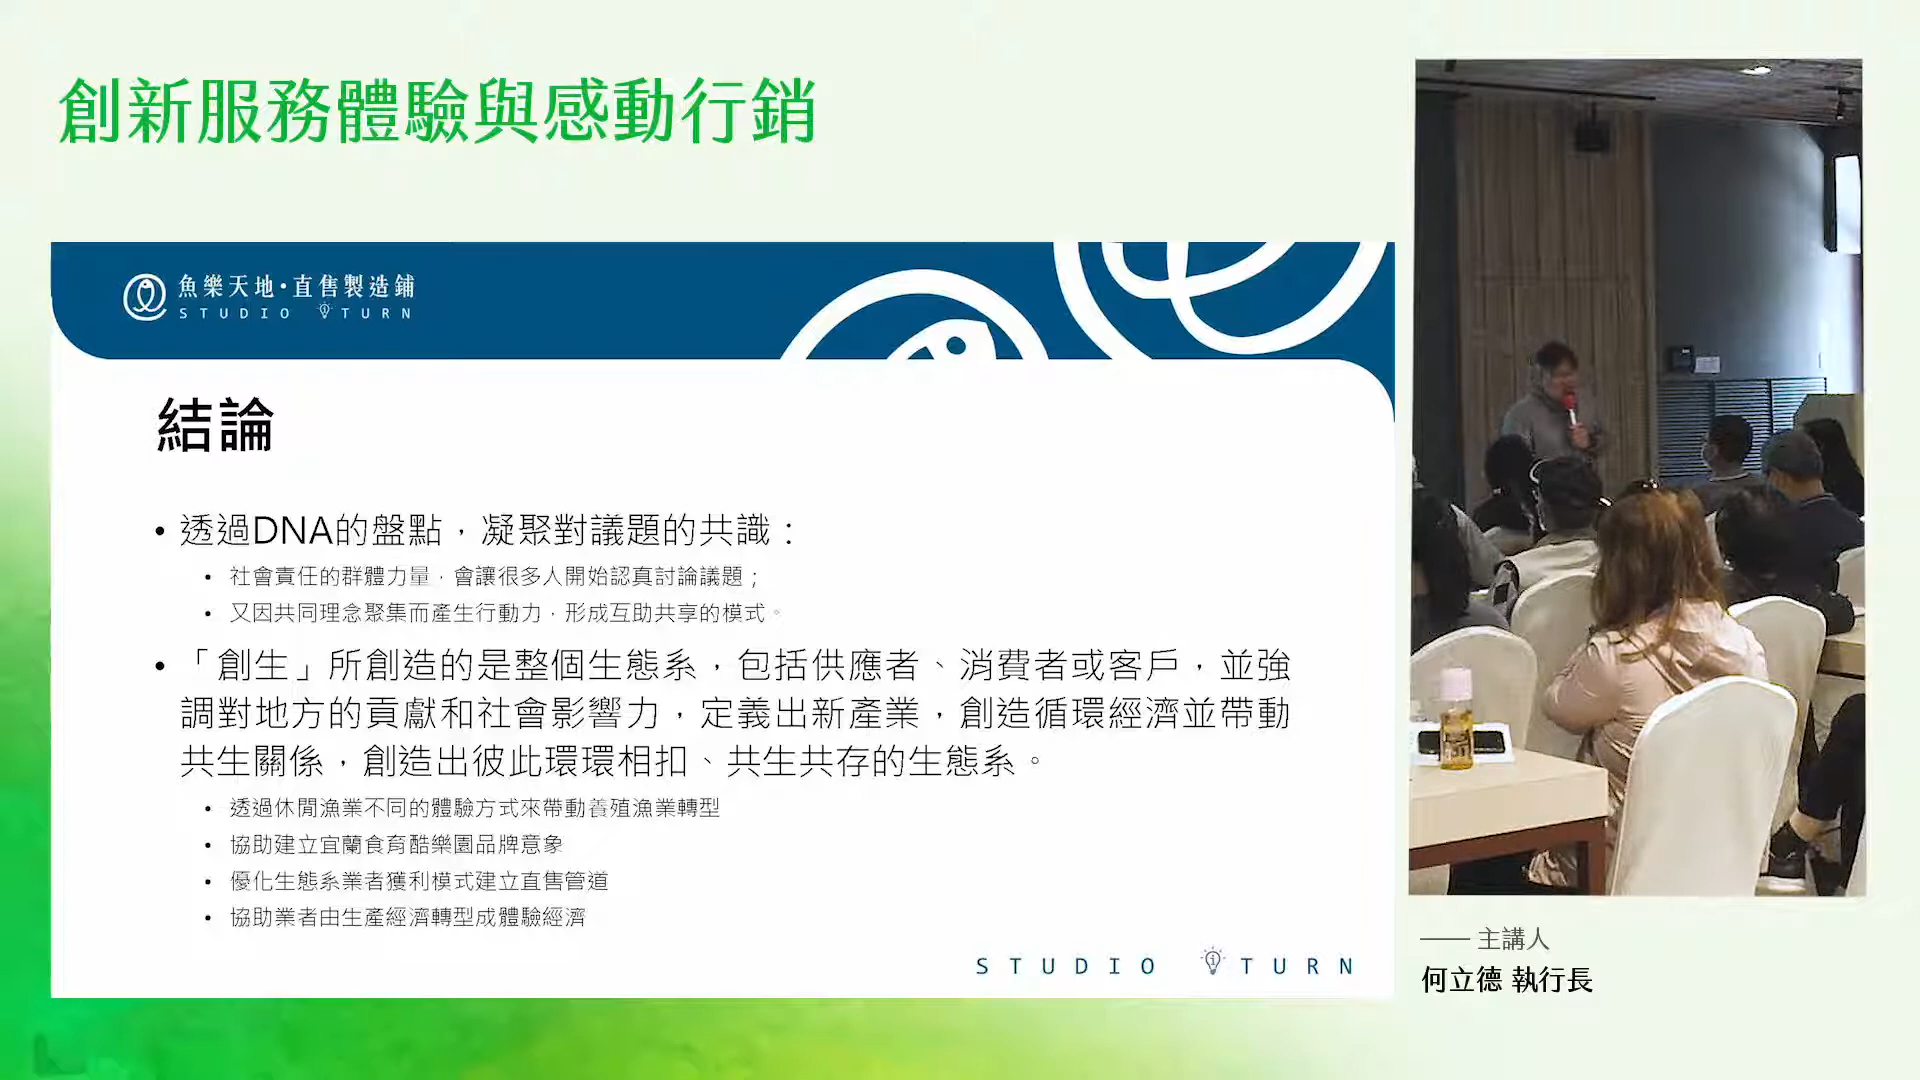 創新服務體驗與感動行銷
魚樂天地·直售製造鋪
STUDIO iTURN
結論
• 透過DNA的盤點，凝聚對議題的共識：
• 社會責任的群體力量，會讓很多人開始認真討論議題；
• 又因共同理念聚集而產生行動力，形成互助共享的模式。
• 「創生」所創造的是整個生態系，包括供應者、消費者或客戶，並強
調對地方的貢獻和社會影響力，定義出新產業，創造循環經濟並帶動
共生關係，創造出彼此環環相扣、共生共存的生態系。
• 透過休閒漁業不同的體驗方式來帶動養殖漁業轉型
• 協助建立宜蘭食育酷樂園品牌意象
• 優化生態系業者獲利模式建立直售管道
• 協助業者由生產經濟轉型成體驗經濟
STUDIO iTURN
—— 主講人
何立德 執行長